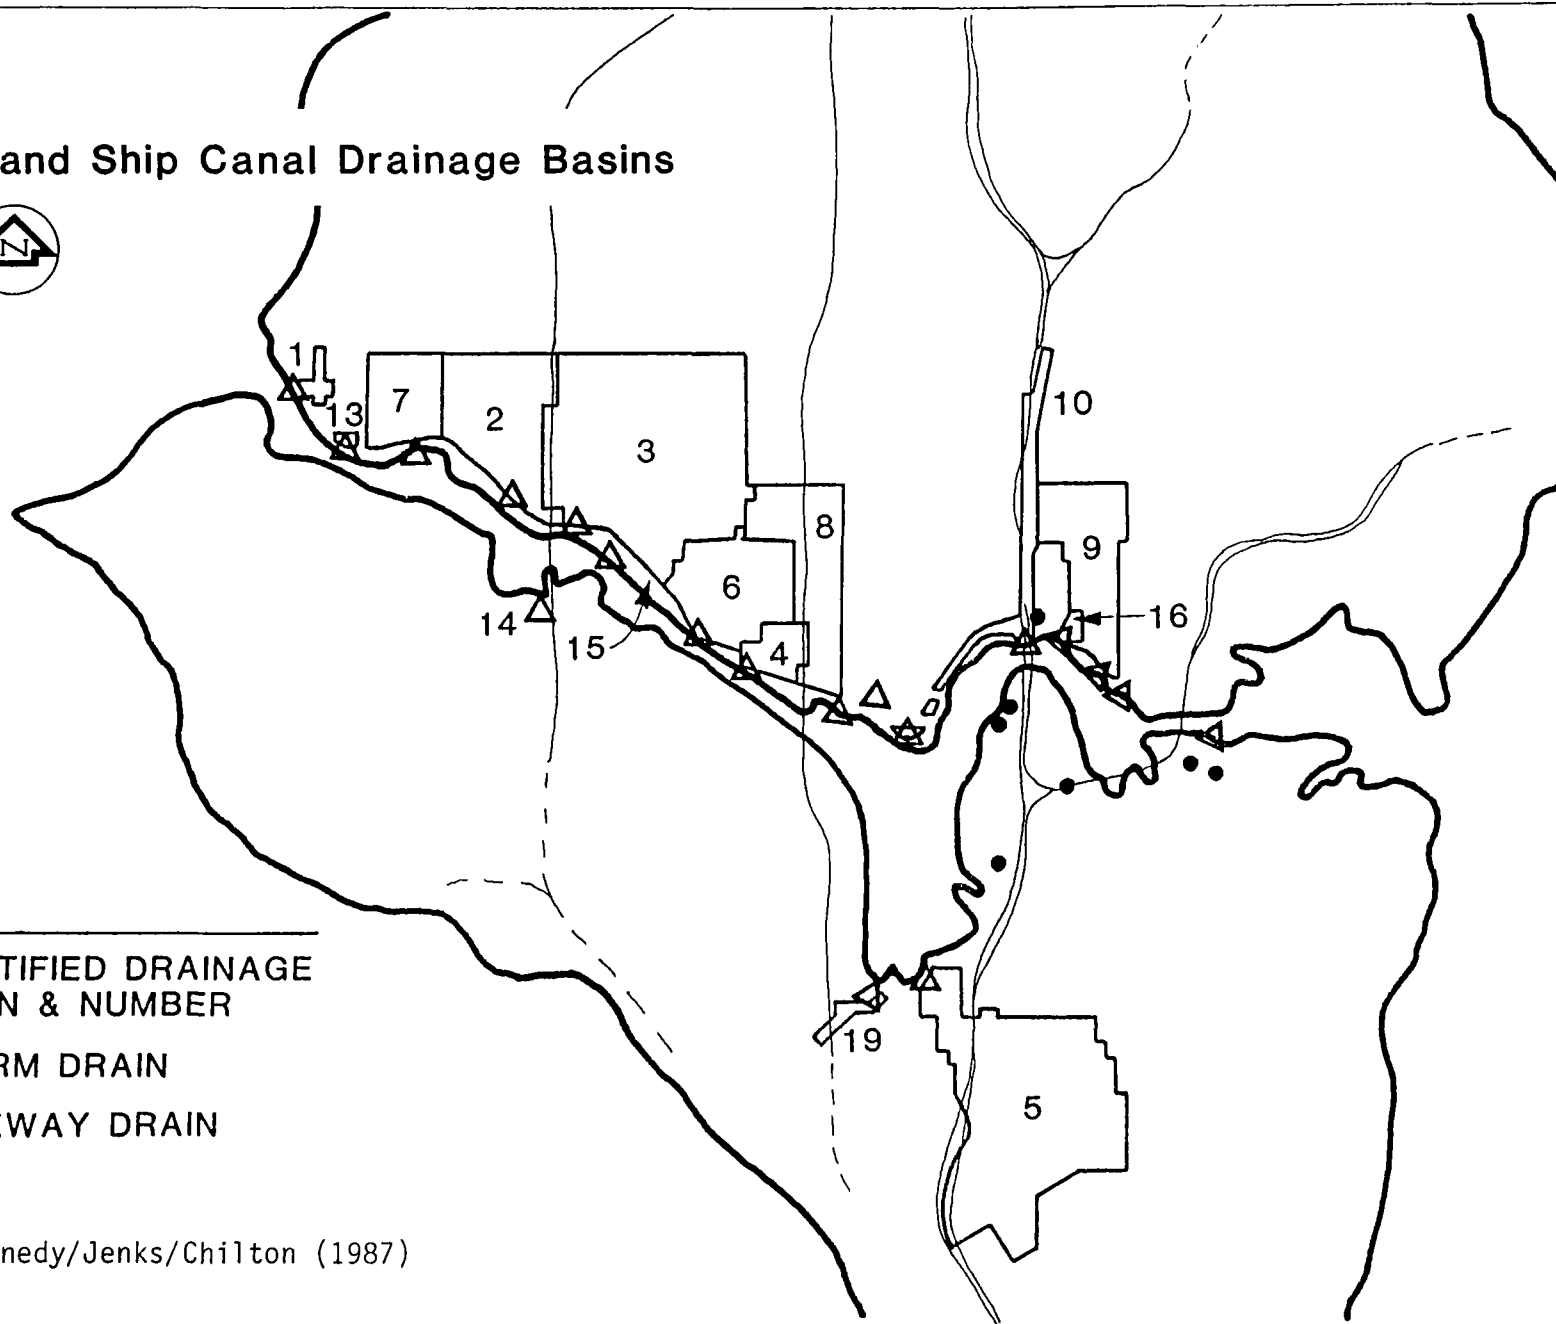 and Ship Canal Drainage Basins
N
1
13
7
2
3
10
8
9
6
16
14
15
4
TIFIED DRAINAGE
N & NUMBER
RM DRAIN
EWAY DRAIN
19
5
nedy/Jenks/Chilton (1987)